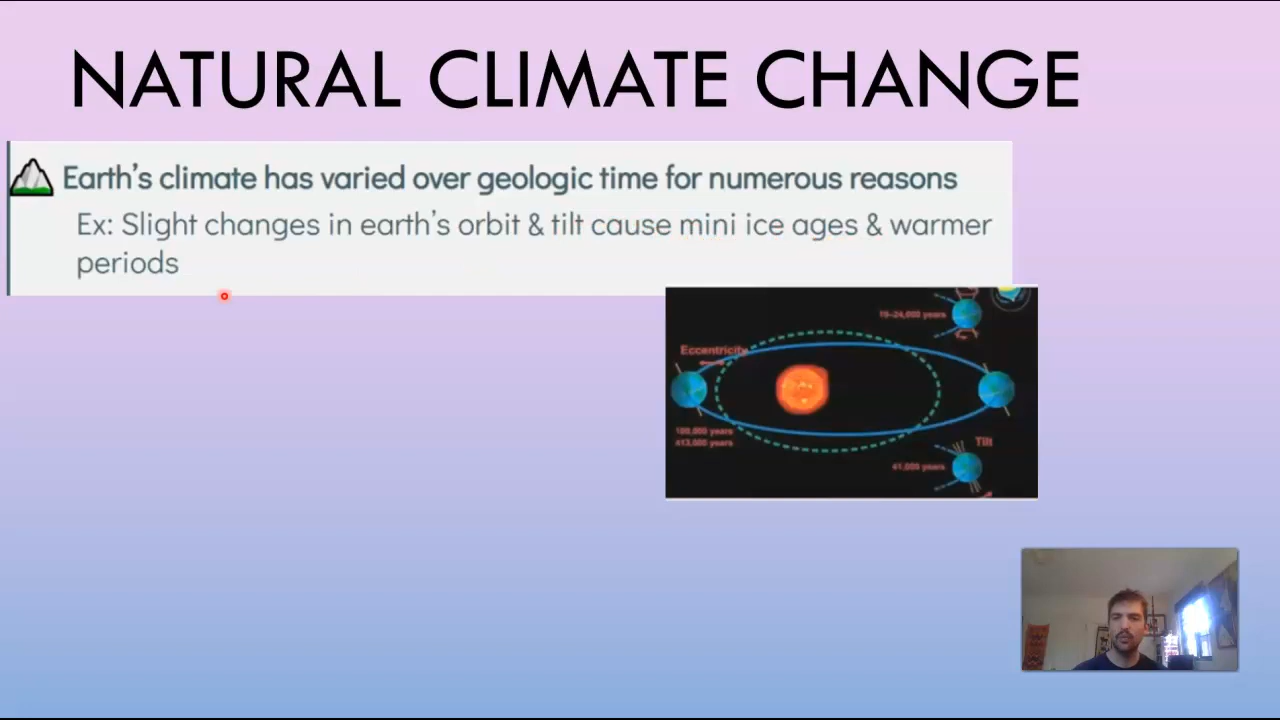 NATURAL CLIMATE CHANGE
Earth's climate has varied over geologic time for numerous reasons
Ex: Slight changes in earth's orbit & tilt cause mini ice ages & warmer
periods
19-24,000 years
Eccentricity
100,000 years
413,000 years
Tilt
41,000 years